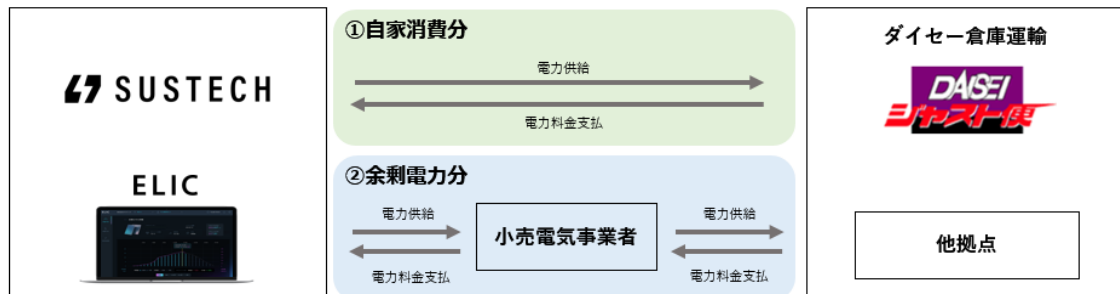 SUSTECH
ELIC
①自家消費分
電力供給
電力料金支払
②余剰電力分
電力供給
電力料金支払
小売電気事業者
電力供給
電力料金支払
ダイセー倉庫運輸
DAISEI
ジャスト便
他拠点